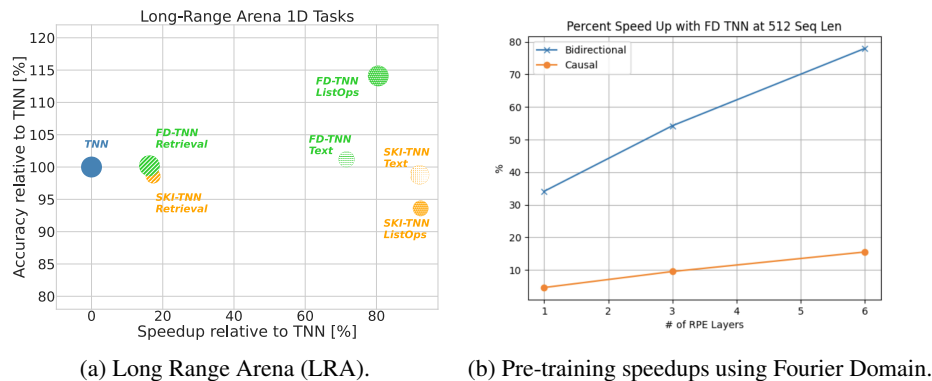 Long-Range Arena 1D Tasks
Accuracy relative to TNN [%]
120
115
110
105
100
95
90
85
80
TNN
FD-TNN
Retrieval
SKI-TNN
Retrieval
FD-TNN
ListOps
FD-TNN
Text
SKI-TNN
Text
SKI-TNN
ListOps
0 20 40 60 80
Speedup relative to TNN [%]
(a) Long Range Arena (LRA).
Percent Speed Up with FD TNN at 512 Seq Len
Bidirectional
Causal
%
80
70
60
50
40
30
20
10
1 2 3 4 5 6
# of RPE Layers
(b) Pre-training speedups using Fourier Domain.